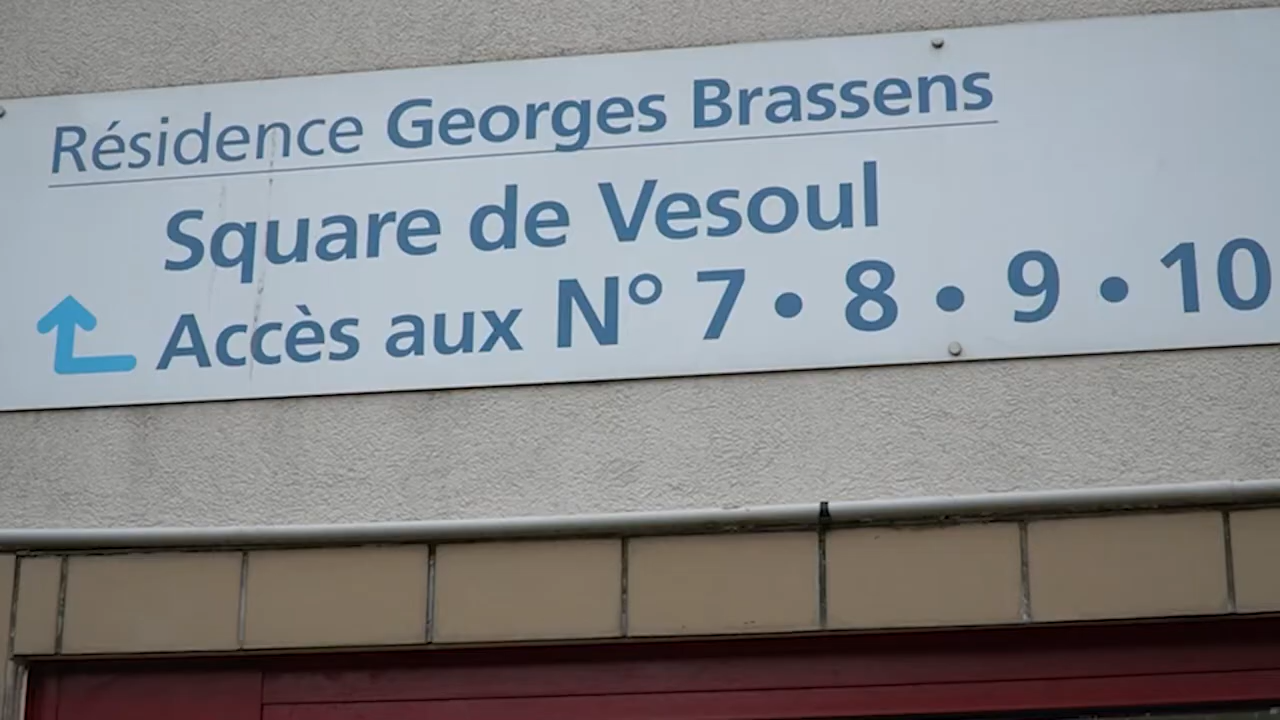 Résidence Georges Brassens
Square de Vesoul
Accès aux N° 7 • 8 • 9 • 10